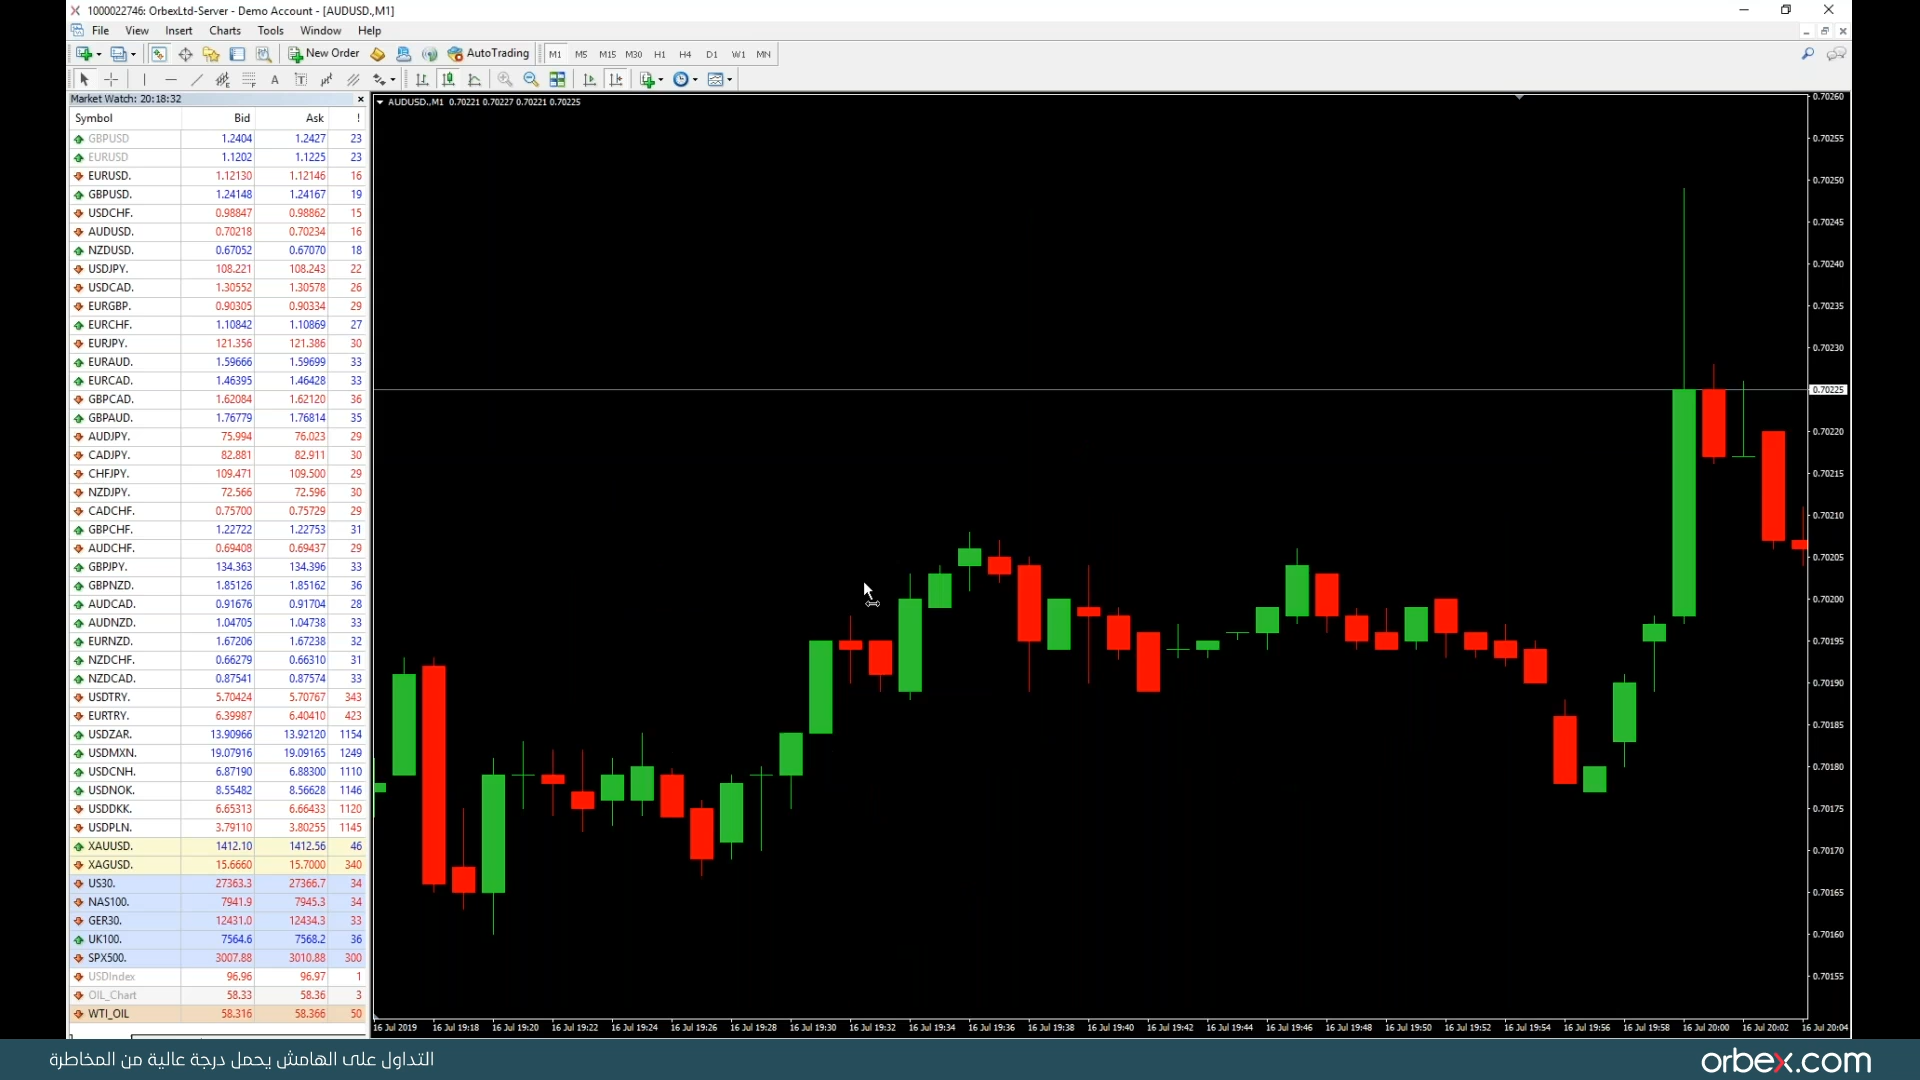 1000022746: OrbexLtd-Server - Demo Account - [AUDUSD.,M1]
File View Insert Charts Tools Window Help
New Order AutoTrading M1 M5 M15 M30 H1 H4 D1 W1 MN
A T
Market Watch: 20:18:32
Symbol Bid Ask !
GBPUSD 1.2404 1.2427 23
EURUSD 1.1202 1.1225 23
EURUSD. 1.12130 1.12146 16
GBPUSD. 1.24148 1.24167 19
USDCHF. 0.98847 0.98862 15
AUDUSD. 0.70218 0.70234 16
NZDUSD. 0.67052 0.67070 18
USDJPY. 108.221 108.243 22
USDCAD. 1.30552 1.30578 26
EURGBP. 0.90305 0.90334 29
EURCHF. 1.10842 1.10869 27
EURJPY. 121.356 121.386 30
EURAUD. 1.59666 1.59699 33
EURCAD. 1.46395 1.46428 33
GBPCAD. 1.62084 1.62120 36
GBPAUD. 1.76779 1.76814 35
AUDJPY. 75.994 76.023 29
CADJPY. 82.881 82.911 30
CHFJPY. 109.471 109.500 29
NZDJPY. 72.566 72.596 30
CADCHF. 0.75700 0.75729 29
GBPCHF. 1.22722 1.22753 31
AUDCHF. 0.69408 0.69437 29
GBPJPY. 134.363 134.396 33
GBPNZD. 1.85126 1.85162 36
AUDCAD. 0.91676 0.91704 28
AUDNZD. 1.04705 1.04738 33
EURNZD. 1.67206 1.67238 32
NZDCHF. 0.66279 0.66310 31
NZDCAD. 0.87541 0.87574 33
USDTRY. 5.70424 5.70767 343
EURTRY. 6.39987 6.40410 423
USDZAR. 13.90966 13.92120 1154
USDMXN. 19.07916 19.09165 1249
USDCNH. 6.87190 6.88300 1110
USDNOK. 8.55482 8.56628 1146
USDDKK. 6.65313 6.66433 1120
USDPLN. 3.79110 3.80255 1145
XAUUSD. 1412.10 1412.56 46
XAGUSD. 15.6660 15.7000 340
US30. 27363.3 27366.7 34
NAS100. 7941.9 7945.3 34
GER30. 12431.0 12434.3 33
UK100. 7564.6 7568.2 36
SPX500. 3007.88 3010.88 300
USDIndex 96.96 96.97 1
OIL_Chart 58.33 58.36 3
WTI_OIL 58.316 58.366 50
AUDUSD.,M1 0.70221 0.70227 0.70221 0.70225
0.70260
0.70255
0.70250
0.70245
0.70240
0.70235
0.70230
0.70225
0.70220
0.70215
0.70210
0.70205
0.70200
0.70195
0.70190
0.70185
0.70180
0.70175
0.70170
0.70165
0.70160
0.70155
16 Jul 2019 16 Jul 19:18 16 Jul 19:20 16 Jul 19:22 16 Jul 19:24 16 Jul 19:26 16 Jul 19:28 16 Jul 19:30 16 Jul 19:32 16 Jul 19:34 16 Jul 19:36 16 Jul 19:38 16 Jul 19:40 16 Jul 19:42 16 Jul 19:44 16 Jul 19:46 16 Jul 19:48 16 Jul 19:50 16 Jul 19:52 16 Jul 19:54 16 Jul 19:56 16 Jul 19:58 16 Jul 20:00 16 Jul 20:02 16 Jul 20:04
التداول على الهامش يحمل درجة عالية من المخاطرة
orbex.com